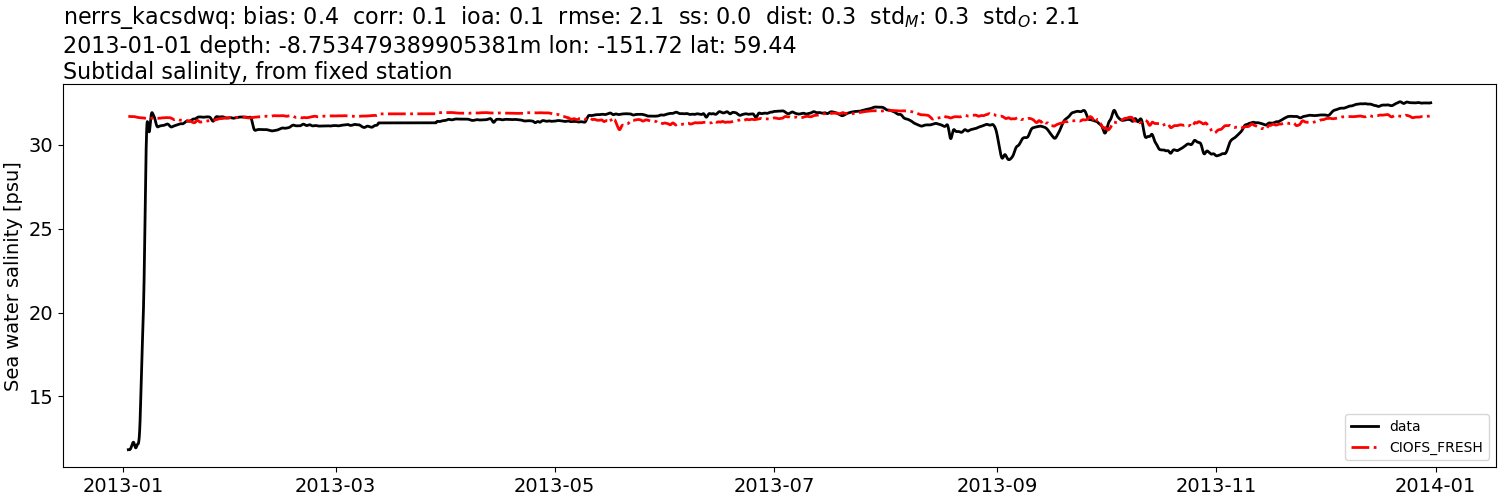 nerrs_kacsdwq: bias: 0.4  corr: 0.1  ioa: 0.1  rmse: 2.1  ss: 0.0  dist: 0.3  std_M: 0.3  std_O: 2.1
2013-01-01 depth: -8.753479389905381m lon: -151.72 lat: 59.44
Subtidal salinity, from fixed station
Sea water salinity [psu]
30
25
20
15
data
CIOFS_FRESH
2013-01
2013-03
2013-05
2013-07
2013-09
2013-11
2014-01